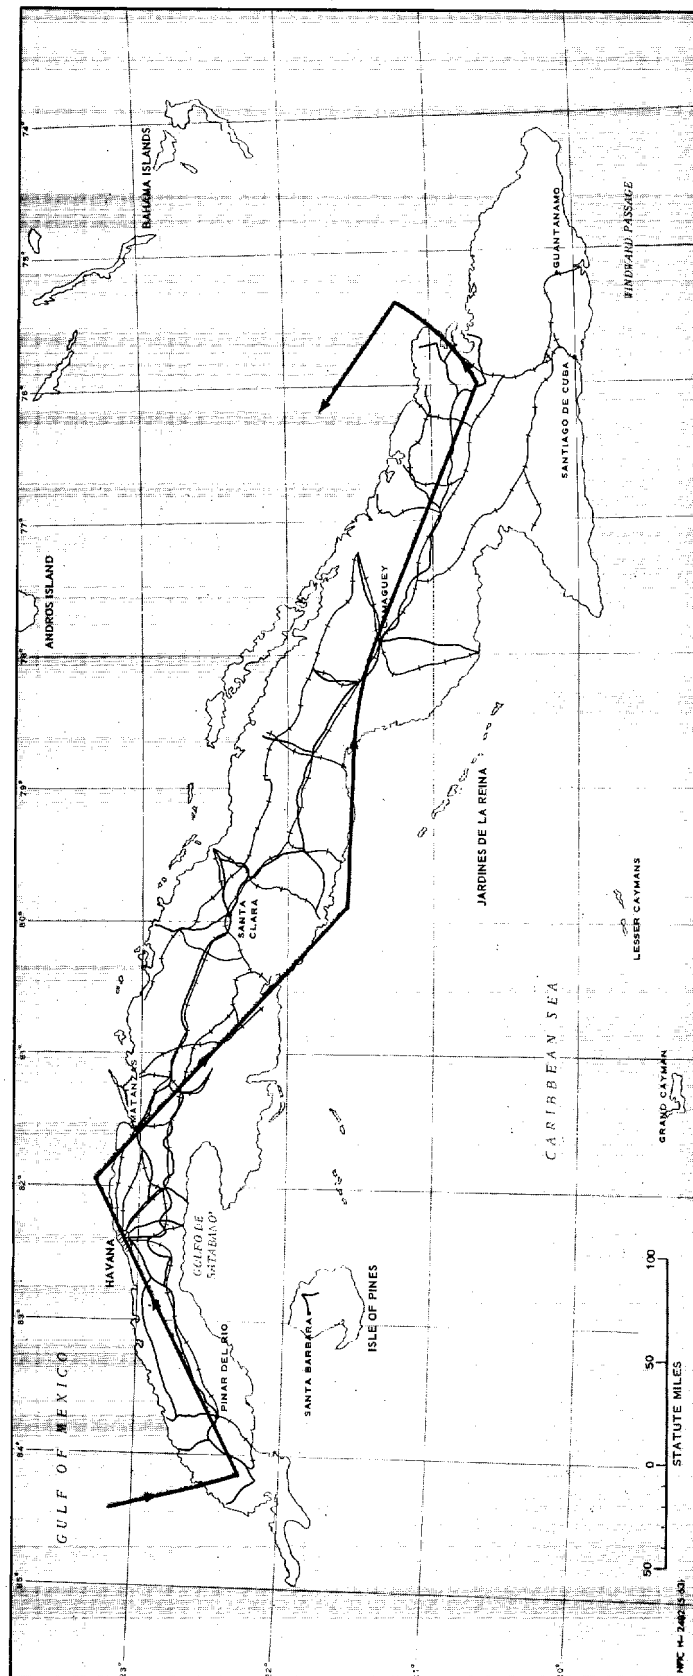 GULF OF MEXICO
HAVANA
MATANZAS
PINAR DEL RIO
GOLFO DE
BATABANO
SANTA BARBARA
ISLE OF PINES
SANTA
CLARA
CAMAGUEY
ANDROS ISLAND
BAHAMA ISLANDS
GUANTANAMO
SANTIAGO DE CUBA
WINDWARD PASSAGE
JARDINES DE LA REINA
CARIBBEAN SEA
LESSER CAYMANS
GRAND CAYMAN
85°
84°
83°
82°
81°
80°
79°
78°
77°
76°
75°
74°
23°
22°
21°
20°
50 0 50 100
STATUTE MILES